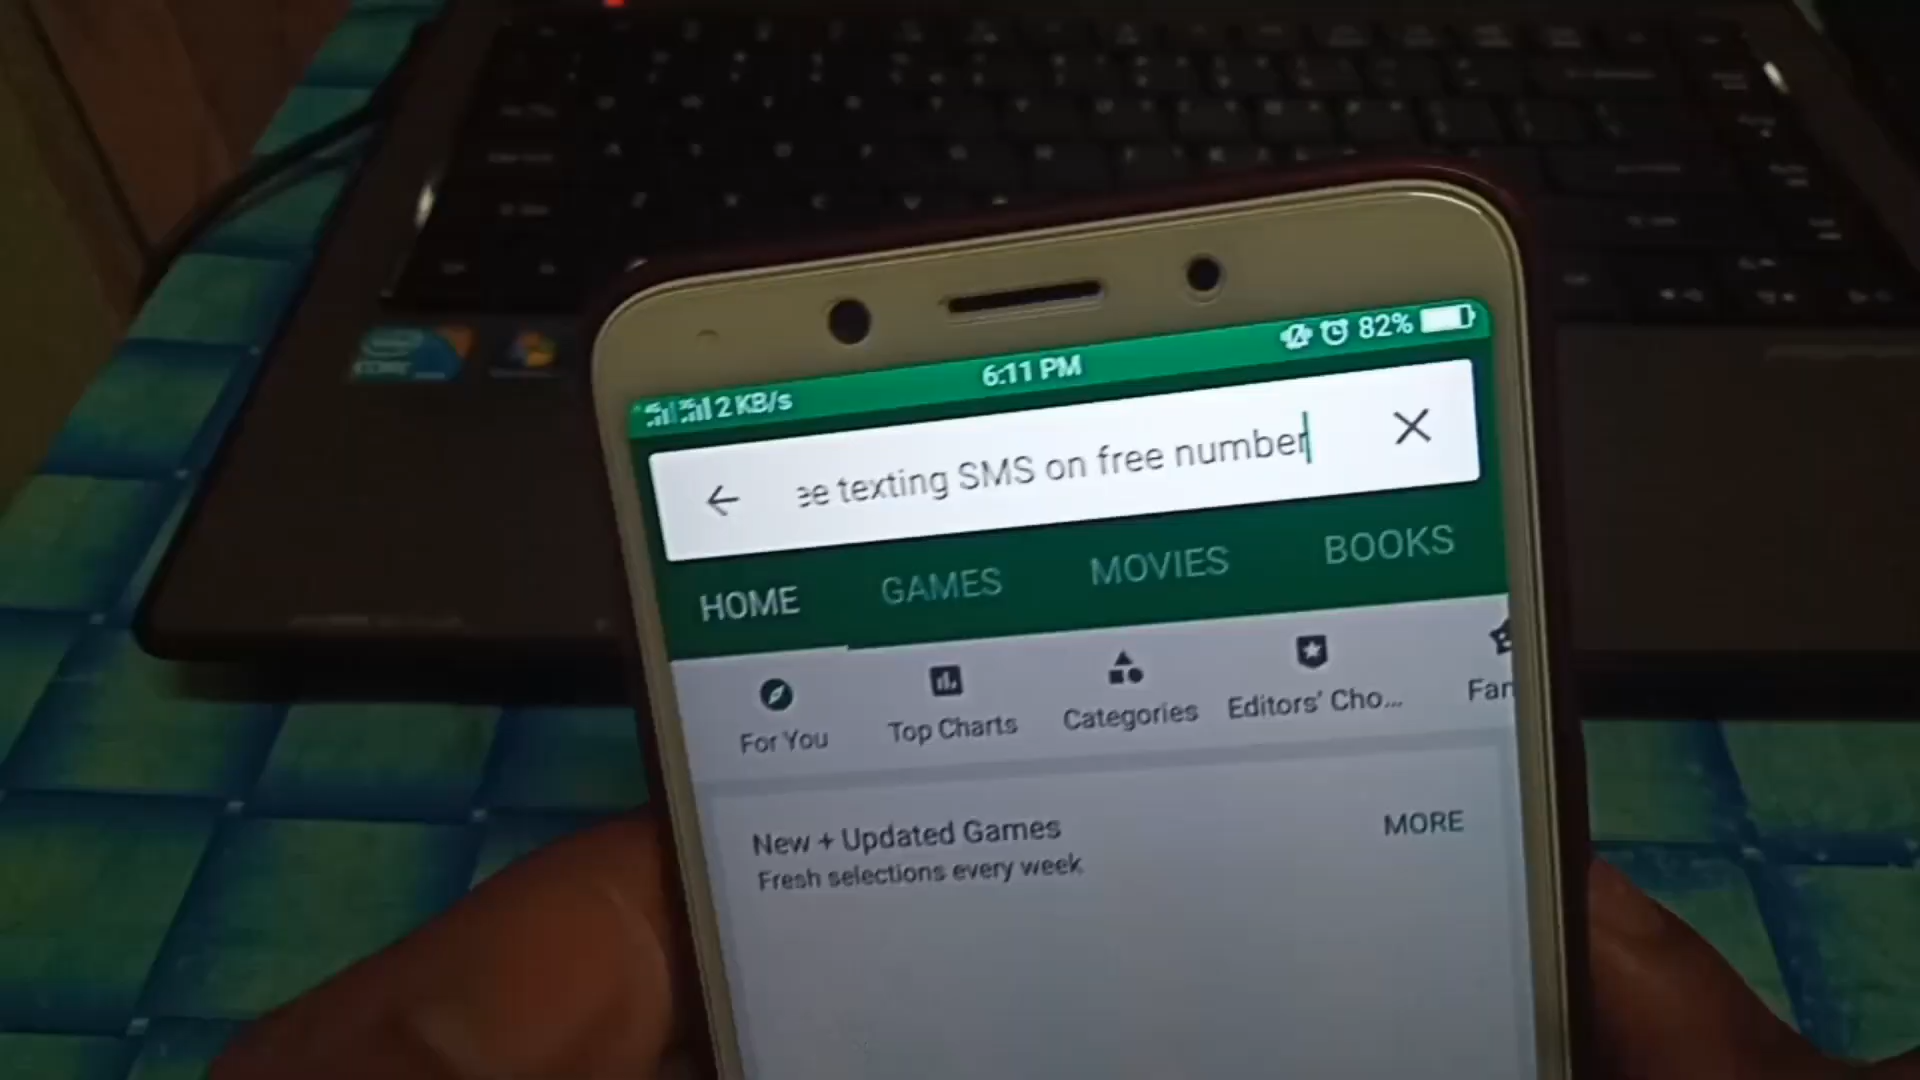 2 KB/s 6:11 PM 82%
ee texting SMS on free number
HOME GAMES MOVIES BOOKS
For You Top Charts Categories Editors' Cho... Fam
New + Updated Games MORE
Fresh selections every week